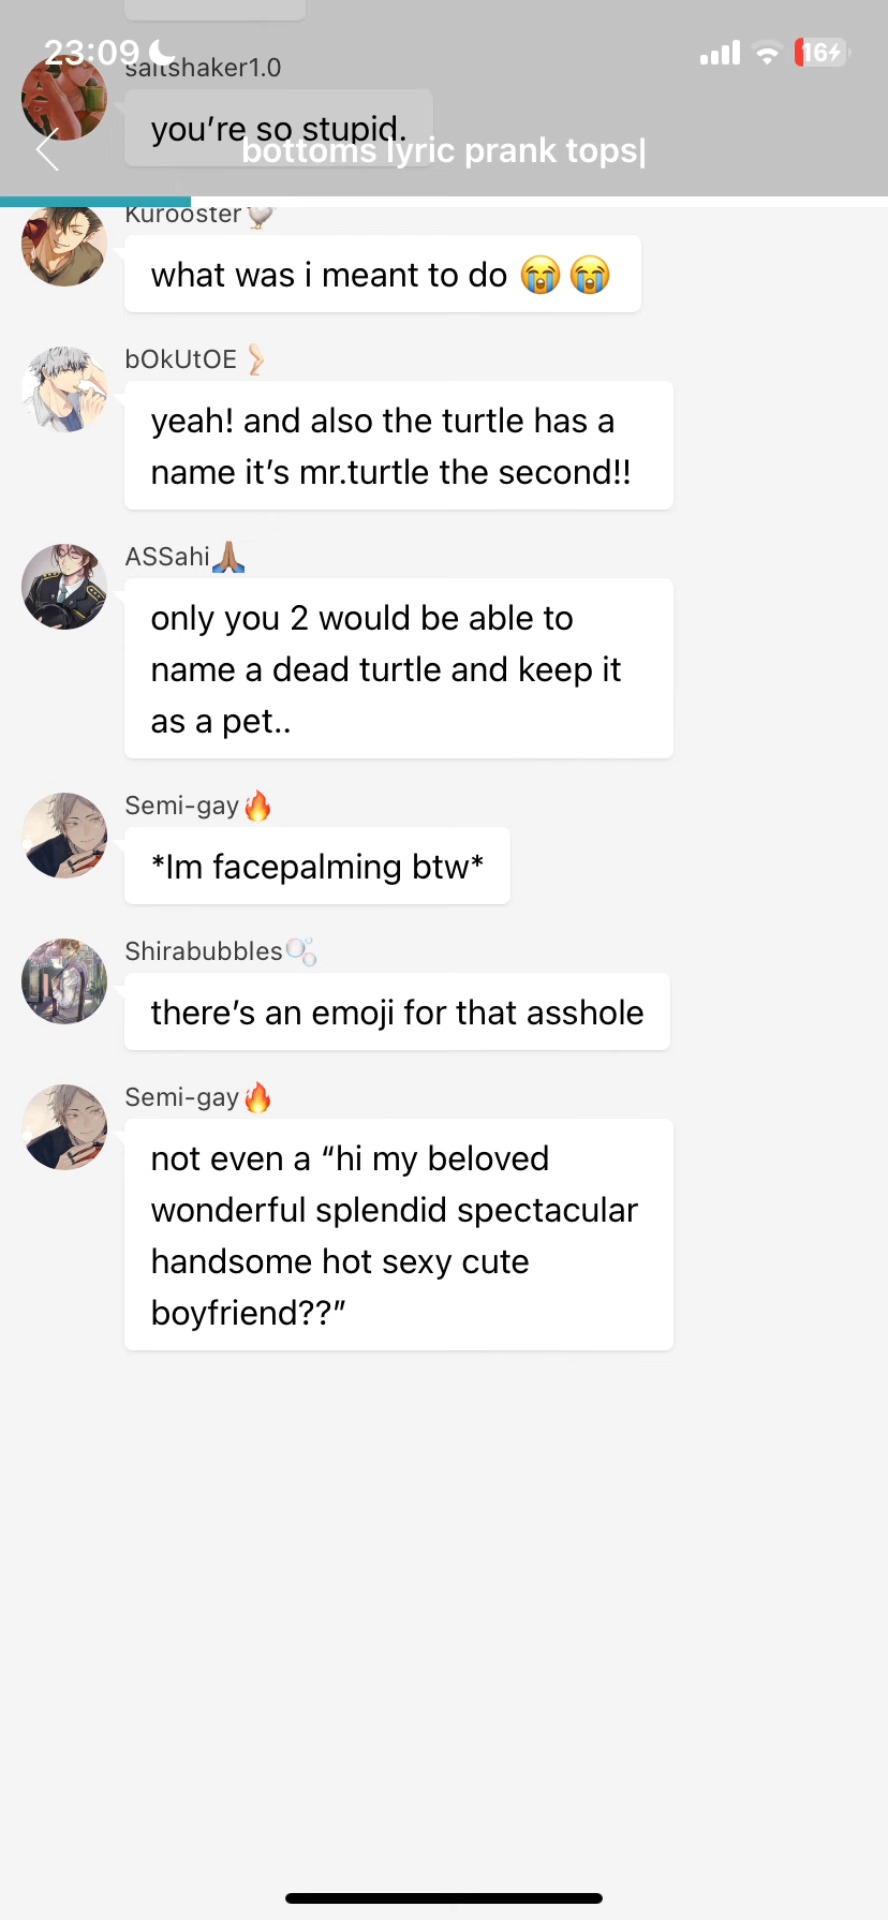 23:09
16
saltshaker1.0
you're so stupid.
bottoms lyric prank tops|
Kurooster🐓
what was i meant to do 😭😭
bOkUtOE🦵🏻
yeah! and also the turtle has a
name it's mr.turtle the second!!
ASSahi🙏🏽
only you 2 would be able to
name a dead turtle and keep it
as a pet..
Semi-gay🔥
*Im facepalming btw*
Shirabubbles🫧
there's an emoji for that asshole
Semi-gay🔥
not even a “hi my beloved
wonderful splendid spectacular
handsome hot sexy cute
boyfriend??”